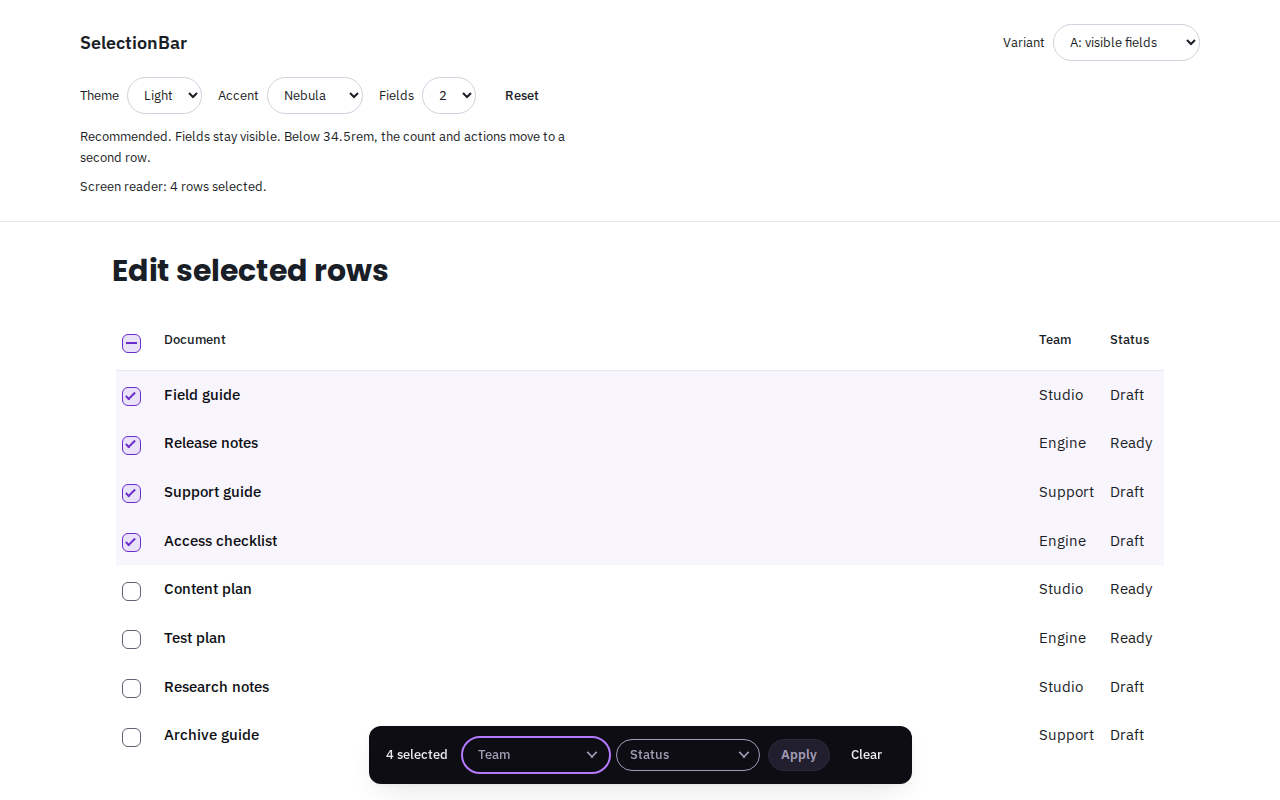 SelectionBar
Variant A: visible fields
Theme Light Accent Nebula Fields 2 Reset
Recommended. Fields stay visible. Below 34.5rem, the count and actions move to a
second row.
Screen reader: 4 rows selected.
Edit selected rows
Document Team Status
Field guide Studio Draft
Release notes Engine Ready
Support guide Support Draft
Access checklist Engine Draft
Content plan Studio Ready
Test plan Engine Ready
Research notes Studio Draft
Archive guide Support Draft
4 selected Team Status Apply Clear